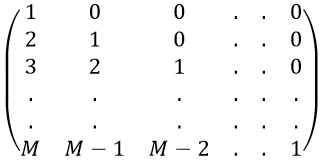 1 0 0 . . 0
2 1 0 . . 0
3 2 1 . . 0
. . . . . .
. . . . . .
M M − 1 M − 2 . . 1